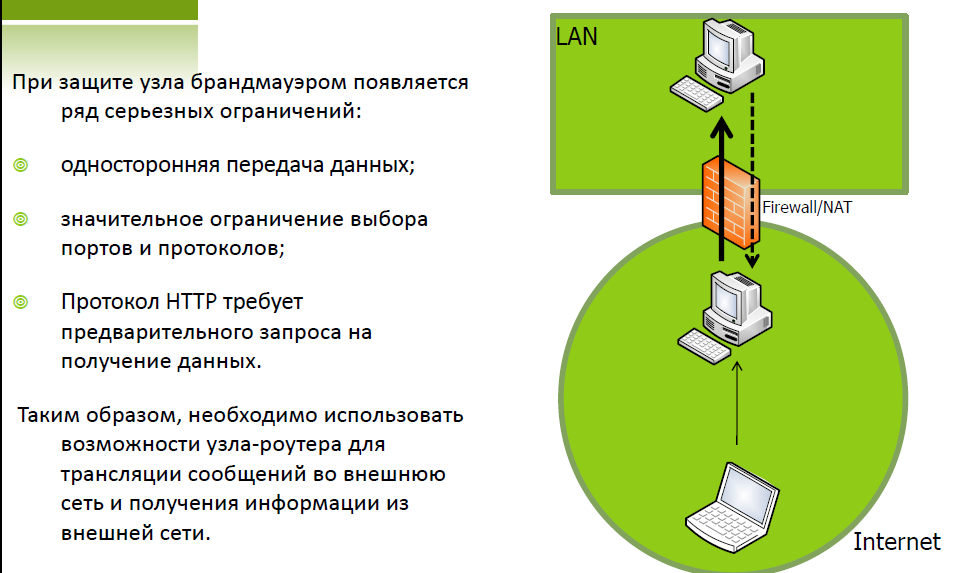 При защите узла брандмауэром появляется
ряд серьезных ограничений:
односторонняя передача данных;
значительное ограничение выбора
портов и протоколов;
Протокол HTTP требует
предварительного запроса на
получение данных.
Таким образом, необходимо использовать
возможности узла-роутера для
трансляции сообщений во внешнюю
сеть и получения информации из
внешней сети.
LAN
Firewall/NAT
Internet